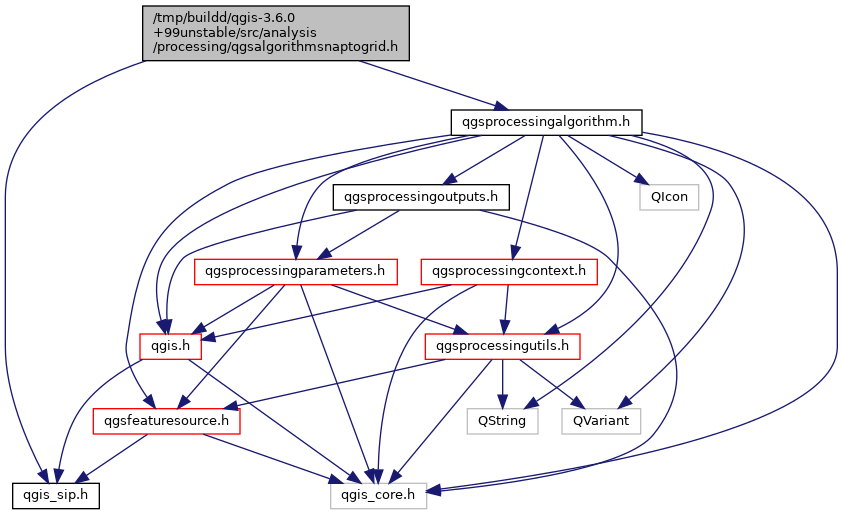 /tmp/buildd/qgis-3.6.0
+99unstable/src/analysis
/processing/qgsalgorithmsnaptogrid.h
qgsprocessingalgorithm.h
qgsprocessingoutputs.h
QIcon
qgsprocessingparameters.h
qgsprocessingcontext.h
qgis.h
qgsprocessingutils.h
qgsfeaturesource.h
QString
QVariant
qgis_sip.h
qgis_core.h